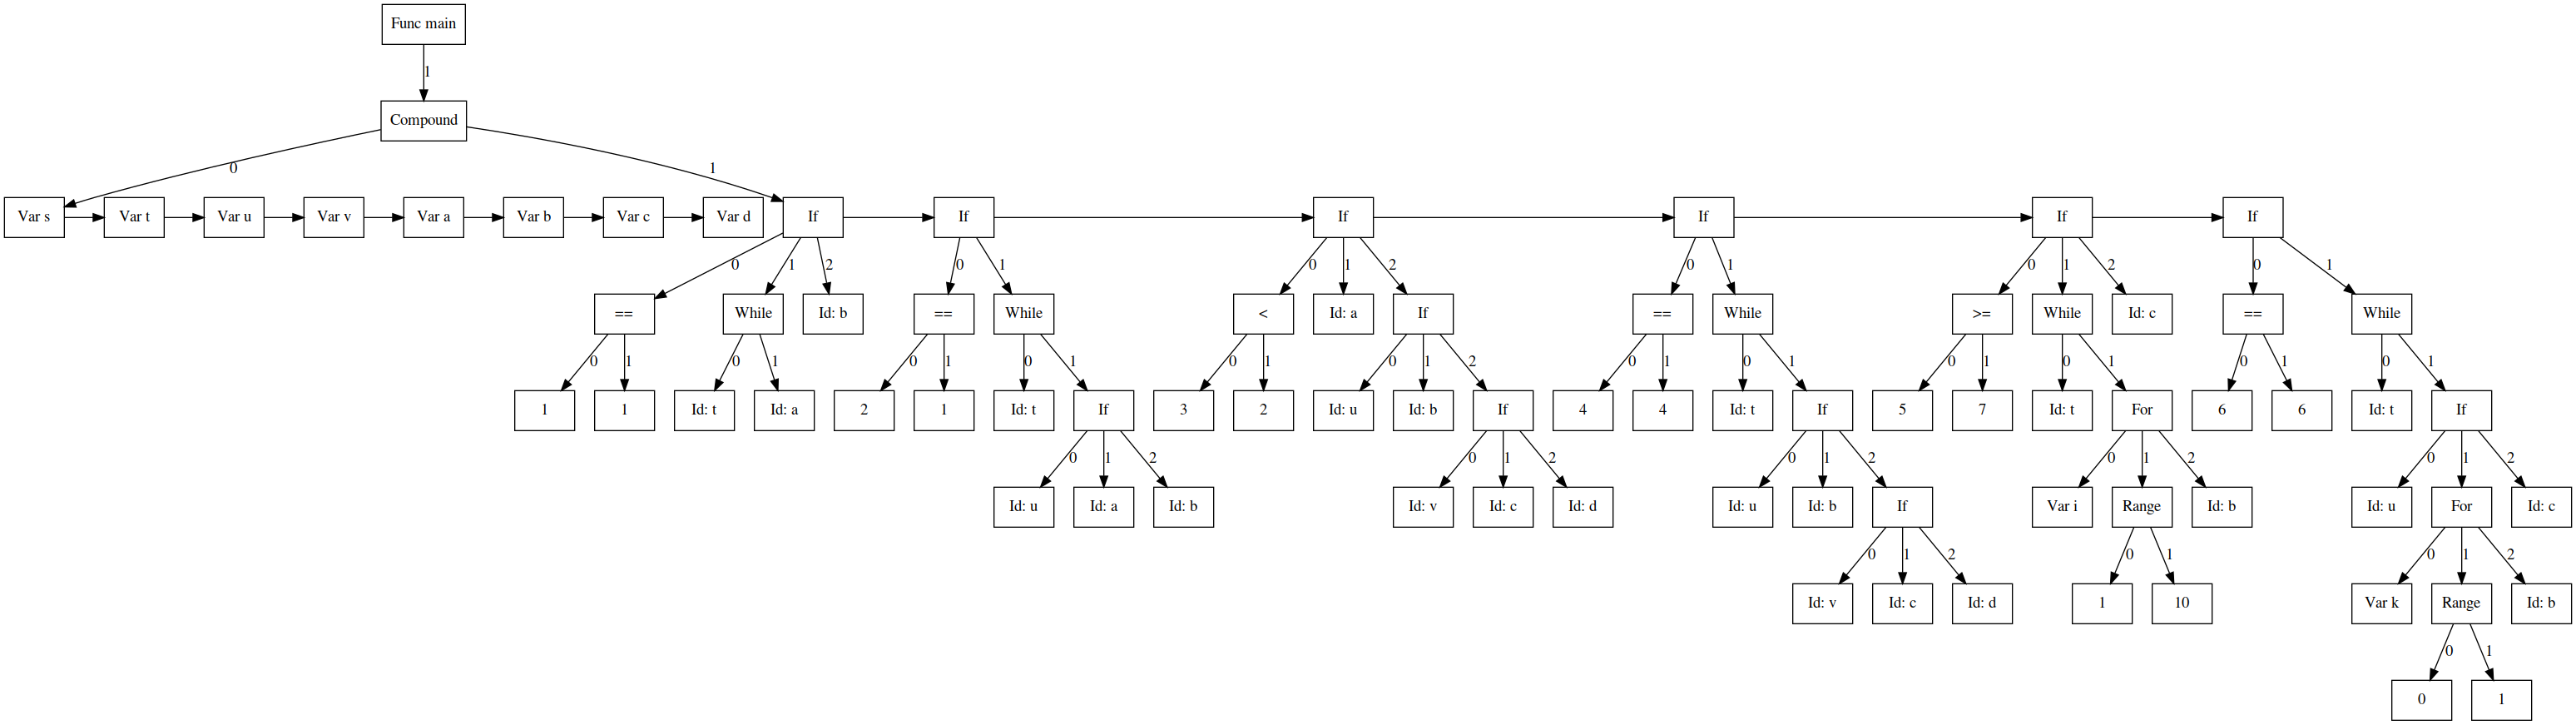 Func main
1
Compound
0 1
Var s Var t Var u Var v Var a Var b Var c Var d If If If If If If
0 1 2 0 1 0 1 2 0 1 0 1 2 0 1
== While Id: b == While < Id: a If == While >= While Id: c == While
0 1 0 1 0 1 0 1 0 1 0 1 2 0 1 0 1 0 1 0 1 0 1 0 1
1 1 Id: t Id: a 2 1 Id: t If 3 2 Id: u Id: b If 4 4 Id: t If 5 7 Id: t For 6 6 Id: t If
0 1 2 0 1 2 0 1 2 0 1 2 0 1 2
Id: u Id: a Id: b Id: v Id: c Id: d Id: u Id: b If Var i Range Id: b Id: u For Id: c
0 1 2 0 1 0 1 2
Id: v Id: c Id: d 1 10 Var k Range Id: b
0 1
0 1